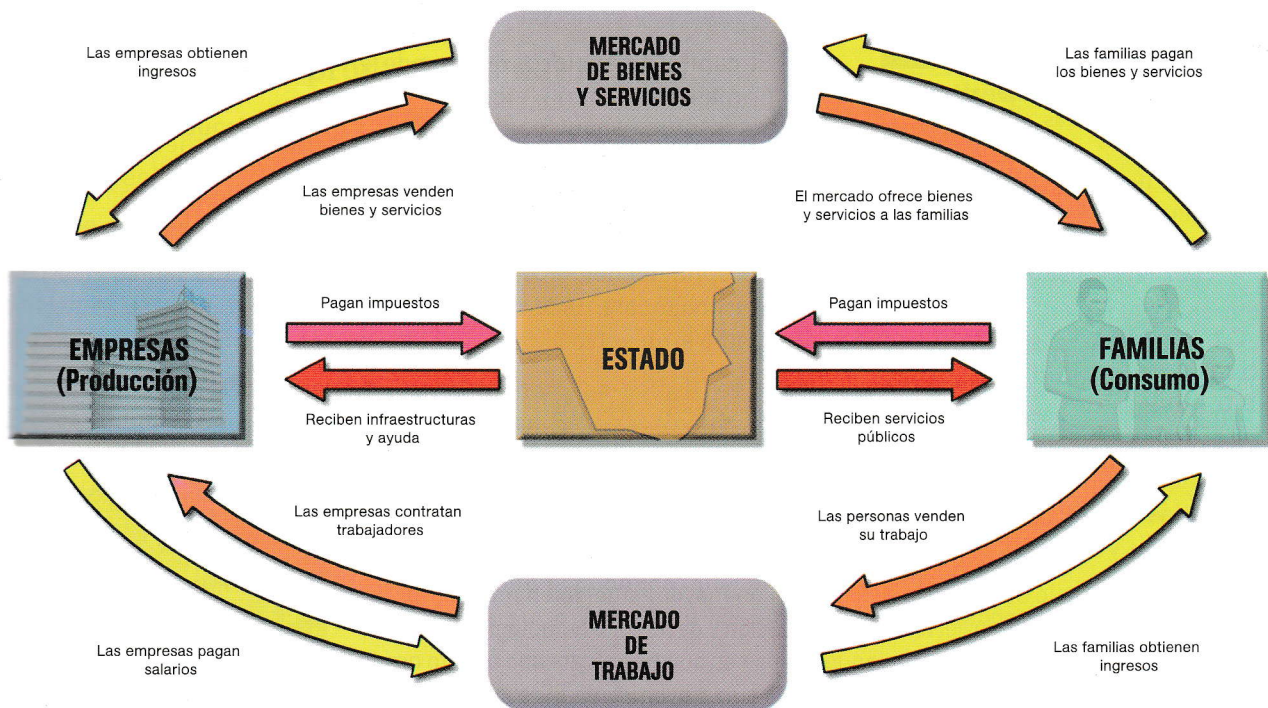 MERCADO
DE BIENES
Y SERVICIOS
Las empresas obtienen
ingresos
Las familias pagan
los bienes y servicios
Las empresas venden
bienes y servicios
El mercado ofrece bienes
y servicios a las familias
EMPRESAS
(Producción)
Pagan impuestos
Reciben infraestructuras
y ayuda
ESTADO
Pagan impuestos
Reciben servicios
públicos
FAMILIAS
(Consumo)
Las empresas contratan
trabajadores
Las personas venden
su trabajo
MERCADO
DE
TRABAJO
Las empresas pagan
salarios
Las familias obtienen
ingresos